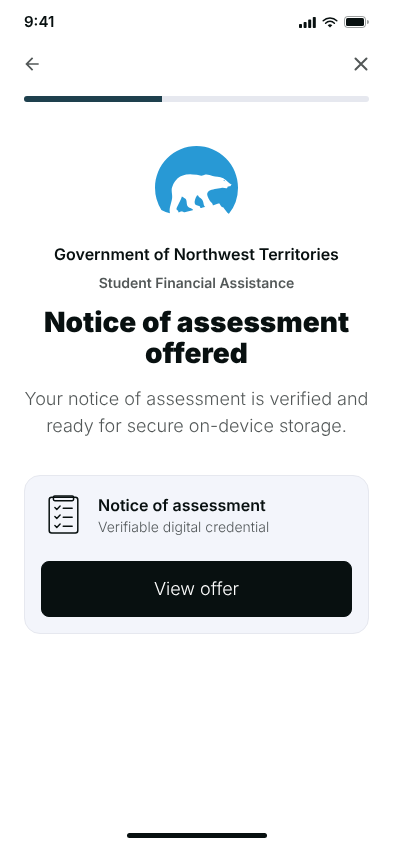 9:41
Government of Northwest Territories
Student Financial Assistance
Notice of assessment
offered
Your notice of assessment is verified and
ready for secure on-device storage.
Notice of assessment
Verifiable digital credential
View offer